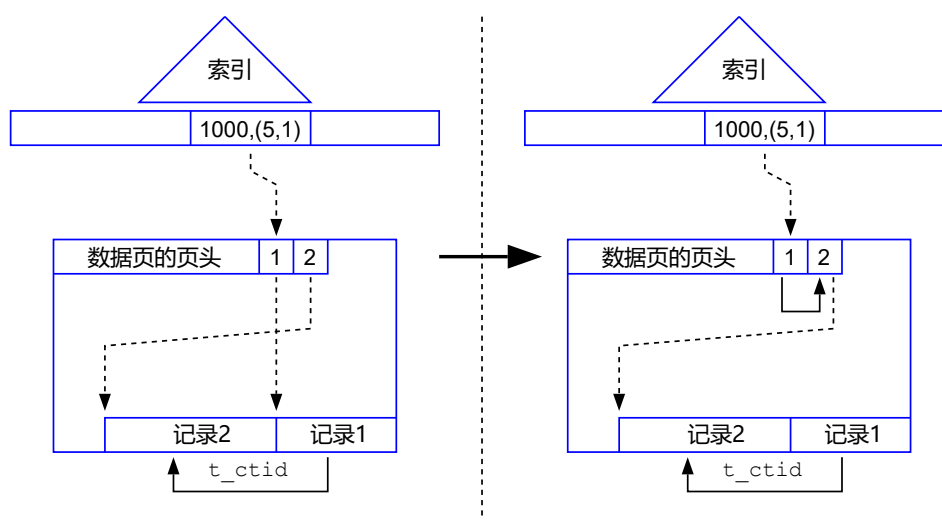 索引
1000,(5,1)
数据页的页头 1 2
记录2 记录1
t_ctid
索引
1000,(5,1)
数据页的页头 1 2
记录2 记录1
t_ctid